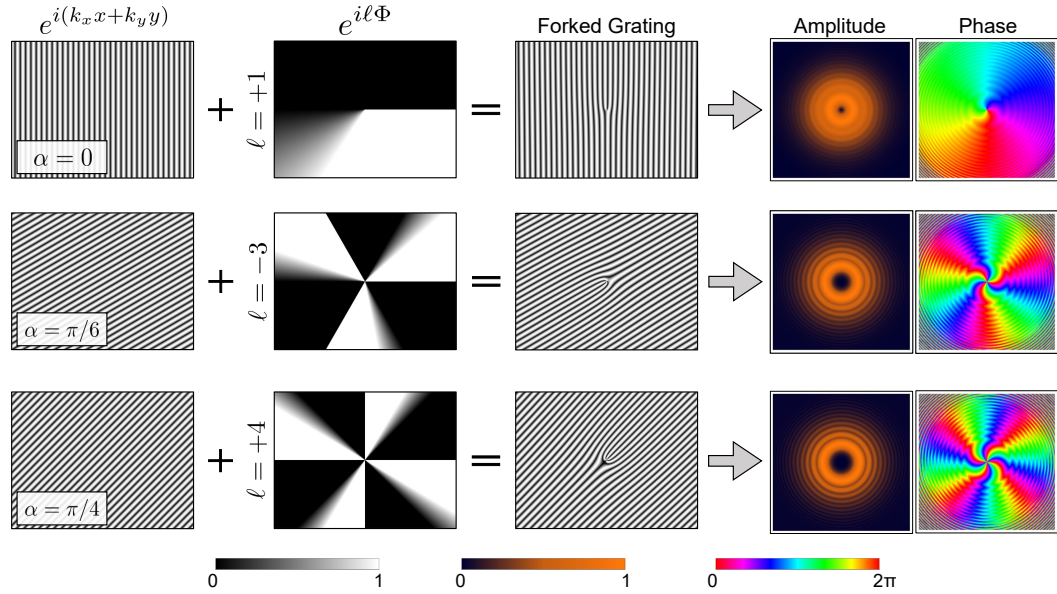 e^{i(k_x x+k_y y)} e^{iℓΦ} Forked Grating Amplitude Phase
α = 0 + ℓ = +1 =
α = π/6 + ℓ = −3 =
α = π/4 + ℓ = +4 =
0 1 0 1 0 2π